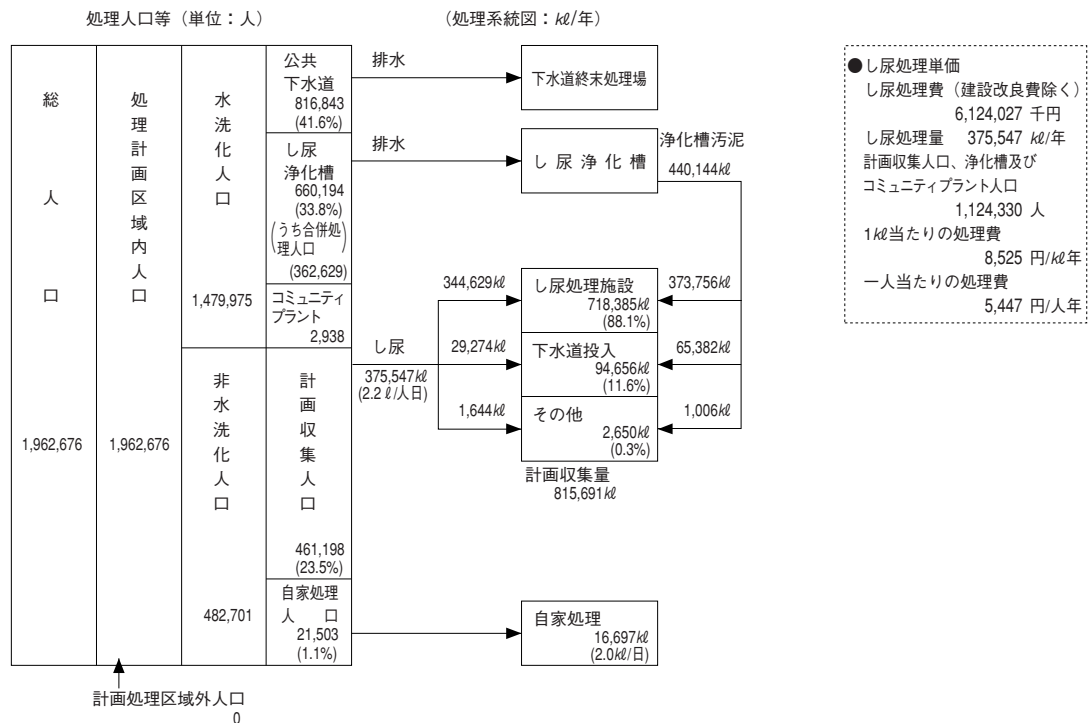 処理人口等（単位：人）
（処理系統図：kℓ/年）
総人口
1,962,676
処理計画区域内人口
1,962,676
水洗化人口
1,479,975
非水洗化人口
482,701
公共
下水道
816,843
(41.6%)
し尿
浄化槽
660,194
(33.8%)
(うち合併処
理人口)
(362,629)
コミュニティ
プラント
2,938
計画収集人口
461,198
(23.5%)
自家処理
人　口
21,503
(1.1%)
計画処理区域外人口
0
排水
下水道終末処理場
排水
し尿浄化槽
浄化槽汚泥
440,144kℓ
し尿
375,547kℓ
(2.2 ℓ/人日)
344,629kℓ
し尿処理施設
718,385kℓ
(88.1%)
373,756kℓ
29,274kℓ
下水道投入
94,656kℓ
(11.6%)
65,382kℓ
1,644kℓ
その他
2,650kℓ
(0.3%)
1,006kℓ
計画収集量
815,691kℓ
自家処理
16,697kℓ
(2.0kℓ/日)
●し尿処理単価
し尿処理費（建設改良費除く）
6,124,027 千円
し尿処理量　375,547 kℓ/年
計画収集人口、浄化槽及び
コミュニティプラント人口
1,124,330 人
1kℓ当たりの処理費
8,525 円/kℓ年
一人当たりの処理費
5,447 円/人年